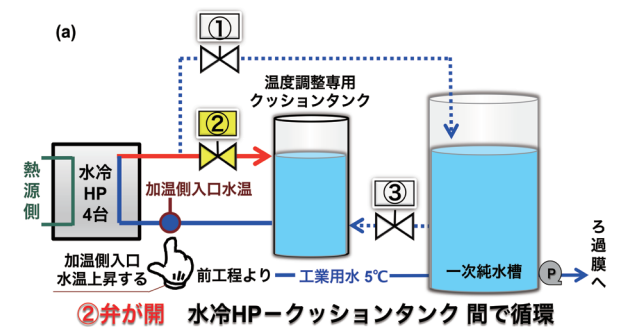 (a)
①
温度調整専用
クッションタンク
②
熱源側
水冷
HP
4台
加温側入口水温
③
加温側入口
水温上昇する
前工程より
工業用水 5℃
一次純水槽
P
ろ過膜へ
②弁が開 水冷HPークッションタンク 間で循環